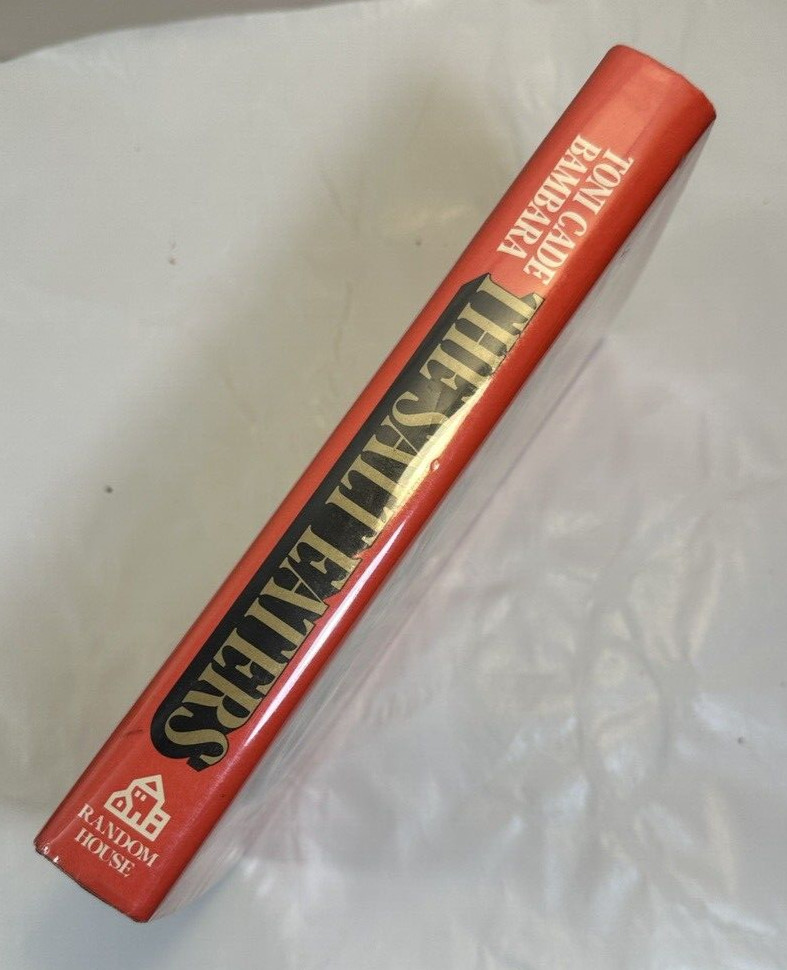 TONI CADE
BAMBARA
THE SALT EATERS
RANDOM
HOUSE